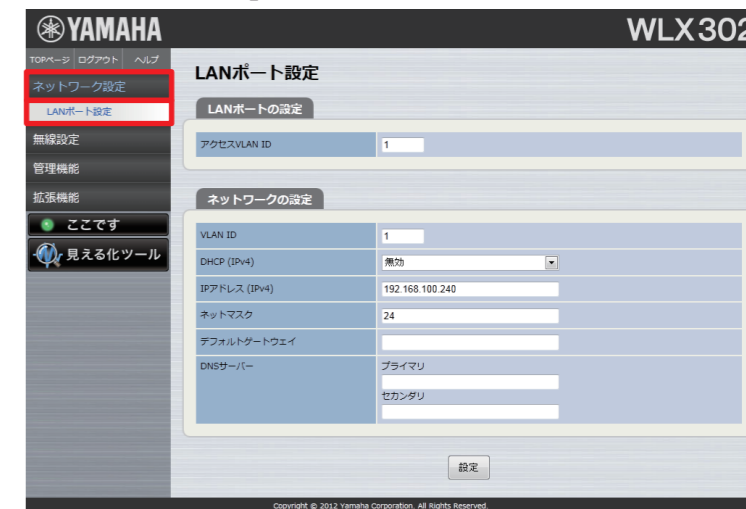 YAMAHA
WLX302
TOPページ ログアウト ヘルプ
ネットワーク設定
LANポート設定
無線設定
管理機能
拡張機能
ここです
見える化ツール
LANポート設定
LANポートの設定
アクセスVLAN ID 1
ネットワークの設定
VLAN ID 1
DHCP (IPv4) 無効
IPアドレス (IPv4) 192.168.100.240
ネットマスク 24
デフォルトゲートウェイ
DNSサーバー プライマリ
セカンダリ
設定
Copyright © 2012 Yamaha Corporation. All Rights Reserved.